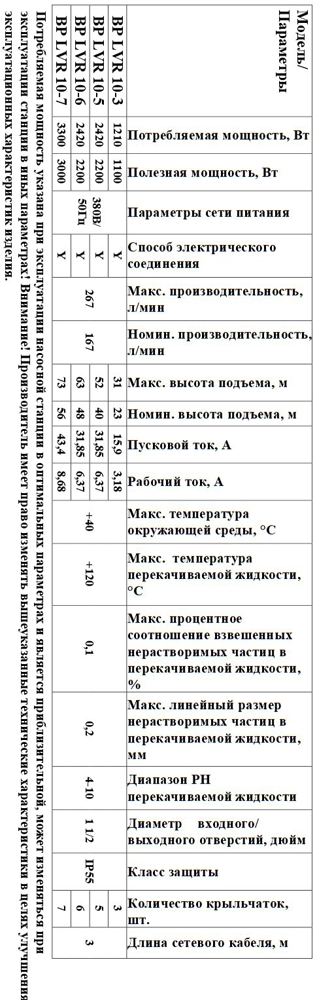 Модель/
Параметры
Потребляемая мощность, Вт
Полезная мощность, Вт
Параметры сети питания
Способ электрического
соединения
Макс. производительность,
л/мин
Номин. производительность,
л/мин
Макс. высота подъема, м
Номин. высота подъема, м
Пусковой ток, А
Рабочий ток, А
Макс. температура
окружающей среды, °С
Макс. температура
перекачиваемой жидкости,
°С
Макс. процентное
соотношение взвешенных
нерастворимых частиц в
перекачиваемой жидкости,
%
Макс. линейный размер
нерастворимых частиц в
перекачиваемой жидкости,
мм
Диапазон РН
перекачиваемой жидкости
Диаметр входного/
выходного отверстий, дюйм
Класс защиты
Количество крыльчаток,
шт.
Длина сетевого кабеля, м
BP LVR 10-3 1210 1100 Y 31 23 15,9 3,18 3
BP LVR 10-5 2420 2200 Y 52 40 31,85 6,37 5
380В/
50Гц
267
167
+40
+120
0,1
0,2
4-10
1 1/2
IP55
3
BP LVR 10-6 2420 2200 Y 63 48 31,85 6,37 6
BP LVR 10-7 3300 3000 Y 73 56 43,4 8,68 7
Потребляемая мощность указана при эксплуатации насосной станции в оптимальных параметрах и является приблизительной, может изменяться при
эксплуатации станции в иных параметрах! Внимание! Производитель имеет право изменять вышеуказанные технические характеристики в целях улучшения
эксплуатационных характеристик изделия.